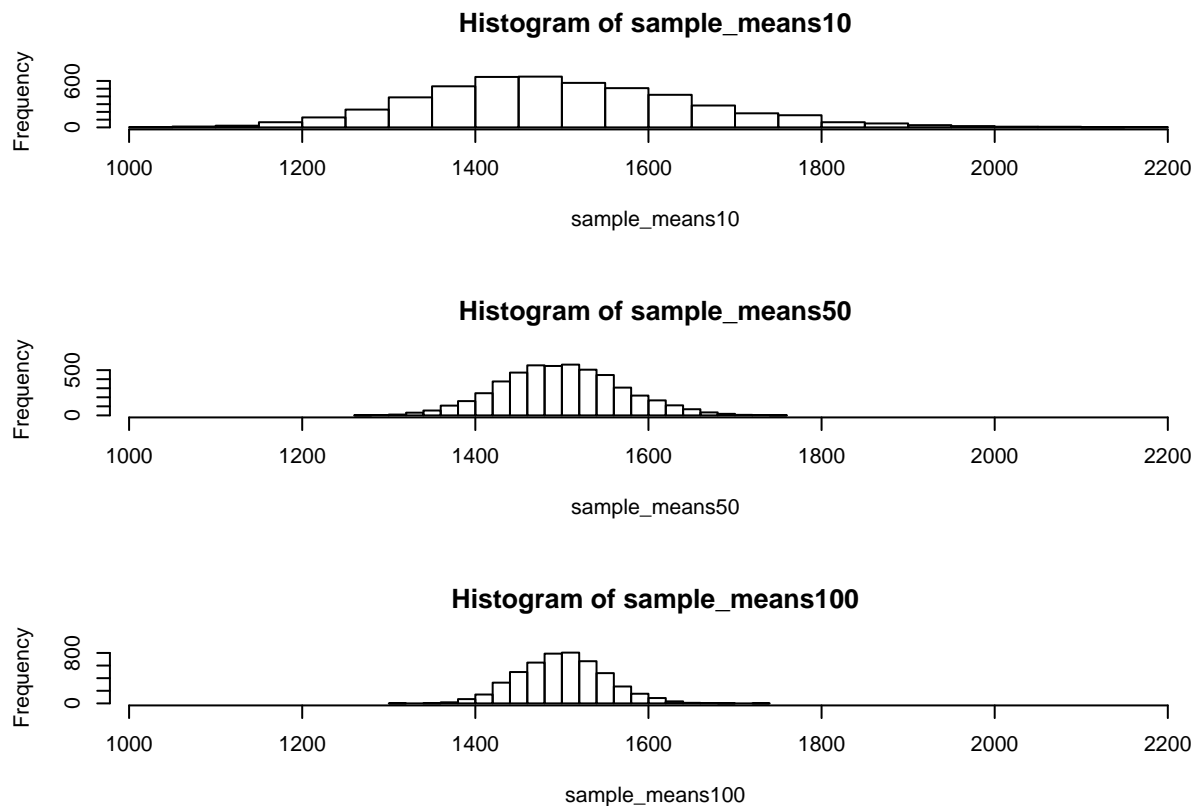 Histogram of sample_means10
Frequency
600
0
1000 1200 1400 1600 1800 2000 2200
sample_means10
Histogram of sample_means50
Frequency
500
0
1000 1200 1400 1600 1800 2000 2200
sample_means50
Histogram of sample_means100
Frequency
800
0
1000 1200 1400 1600 1800 2000 2200
sample_means100